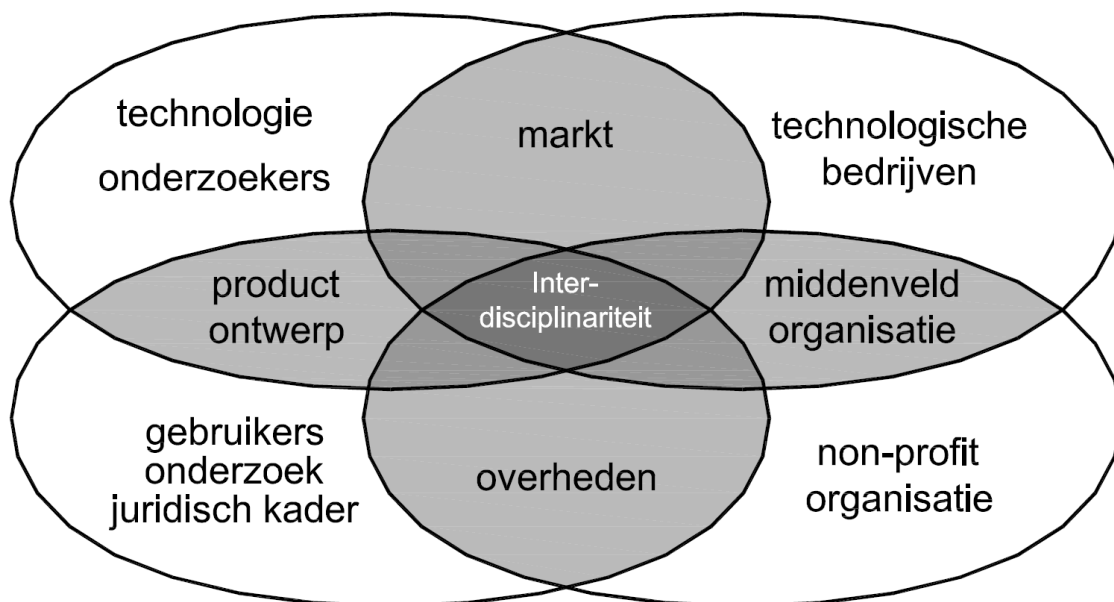 technologie
onderzoekers
markt
technologische
bedrijven
product
ontwerp
Inter-
disciplinariteit
middenveld
organisatie
gebruikers
onderzoek
juridisch kader
overheden
non-profit
organisatie